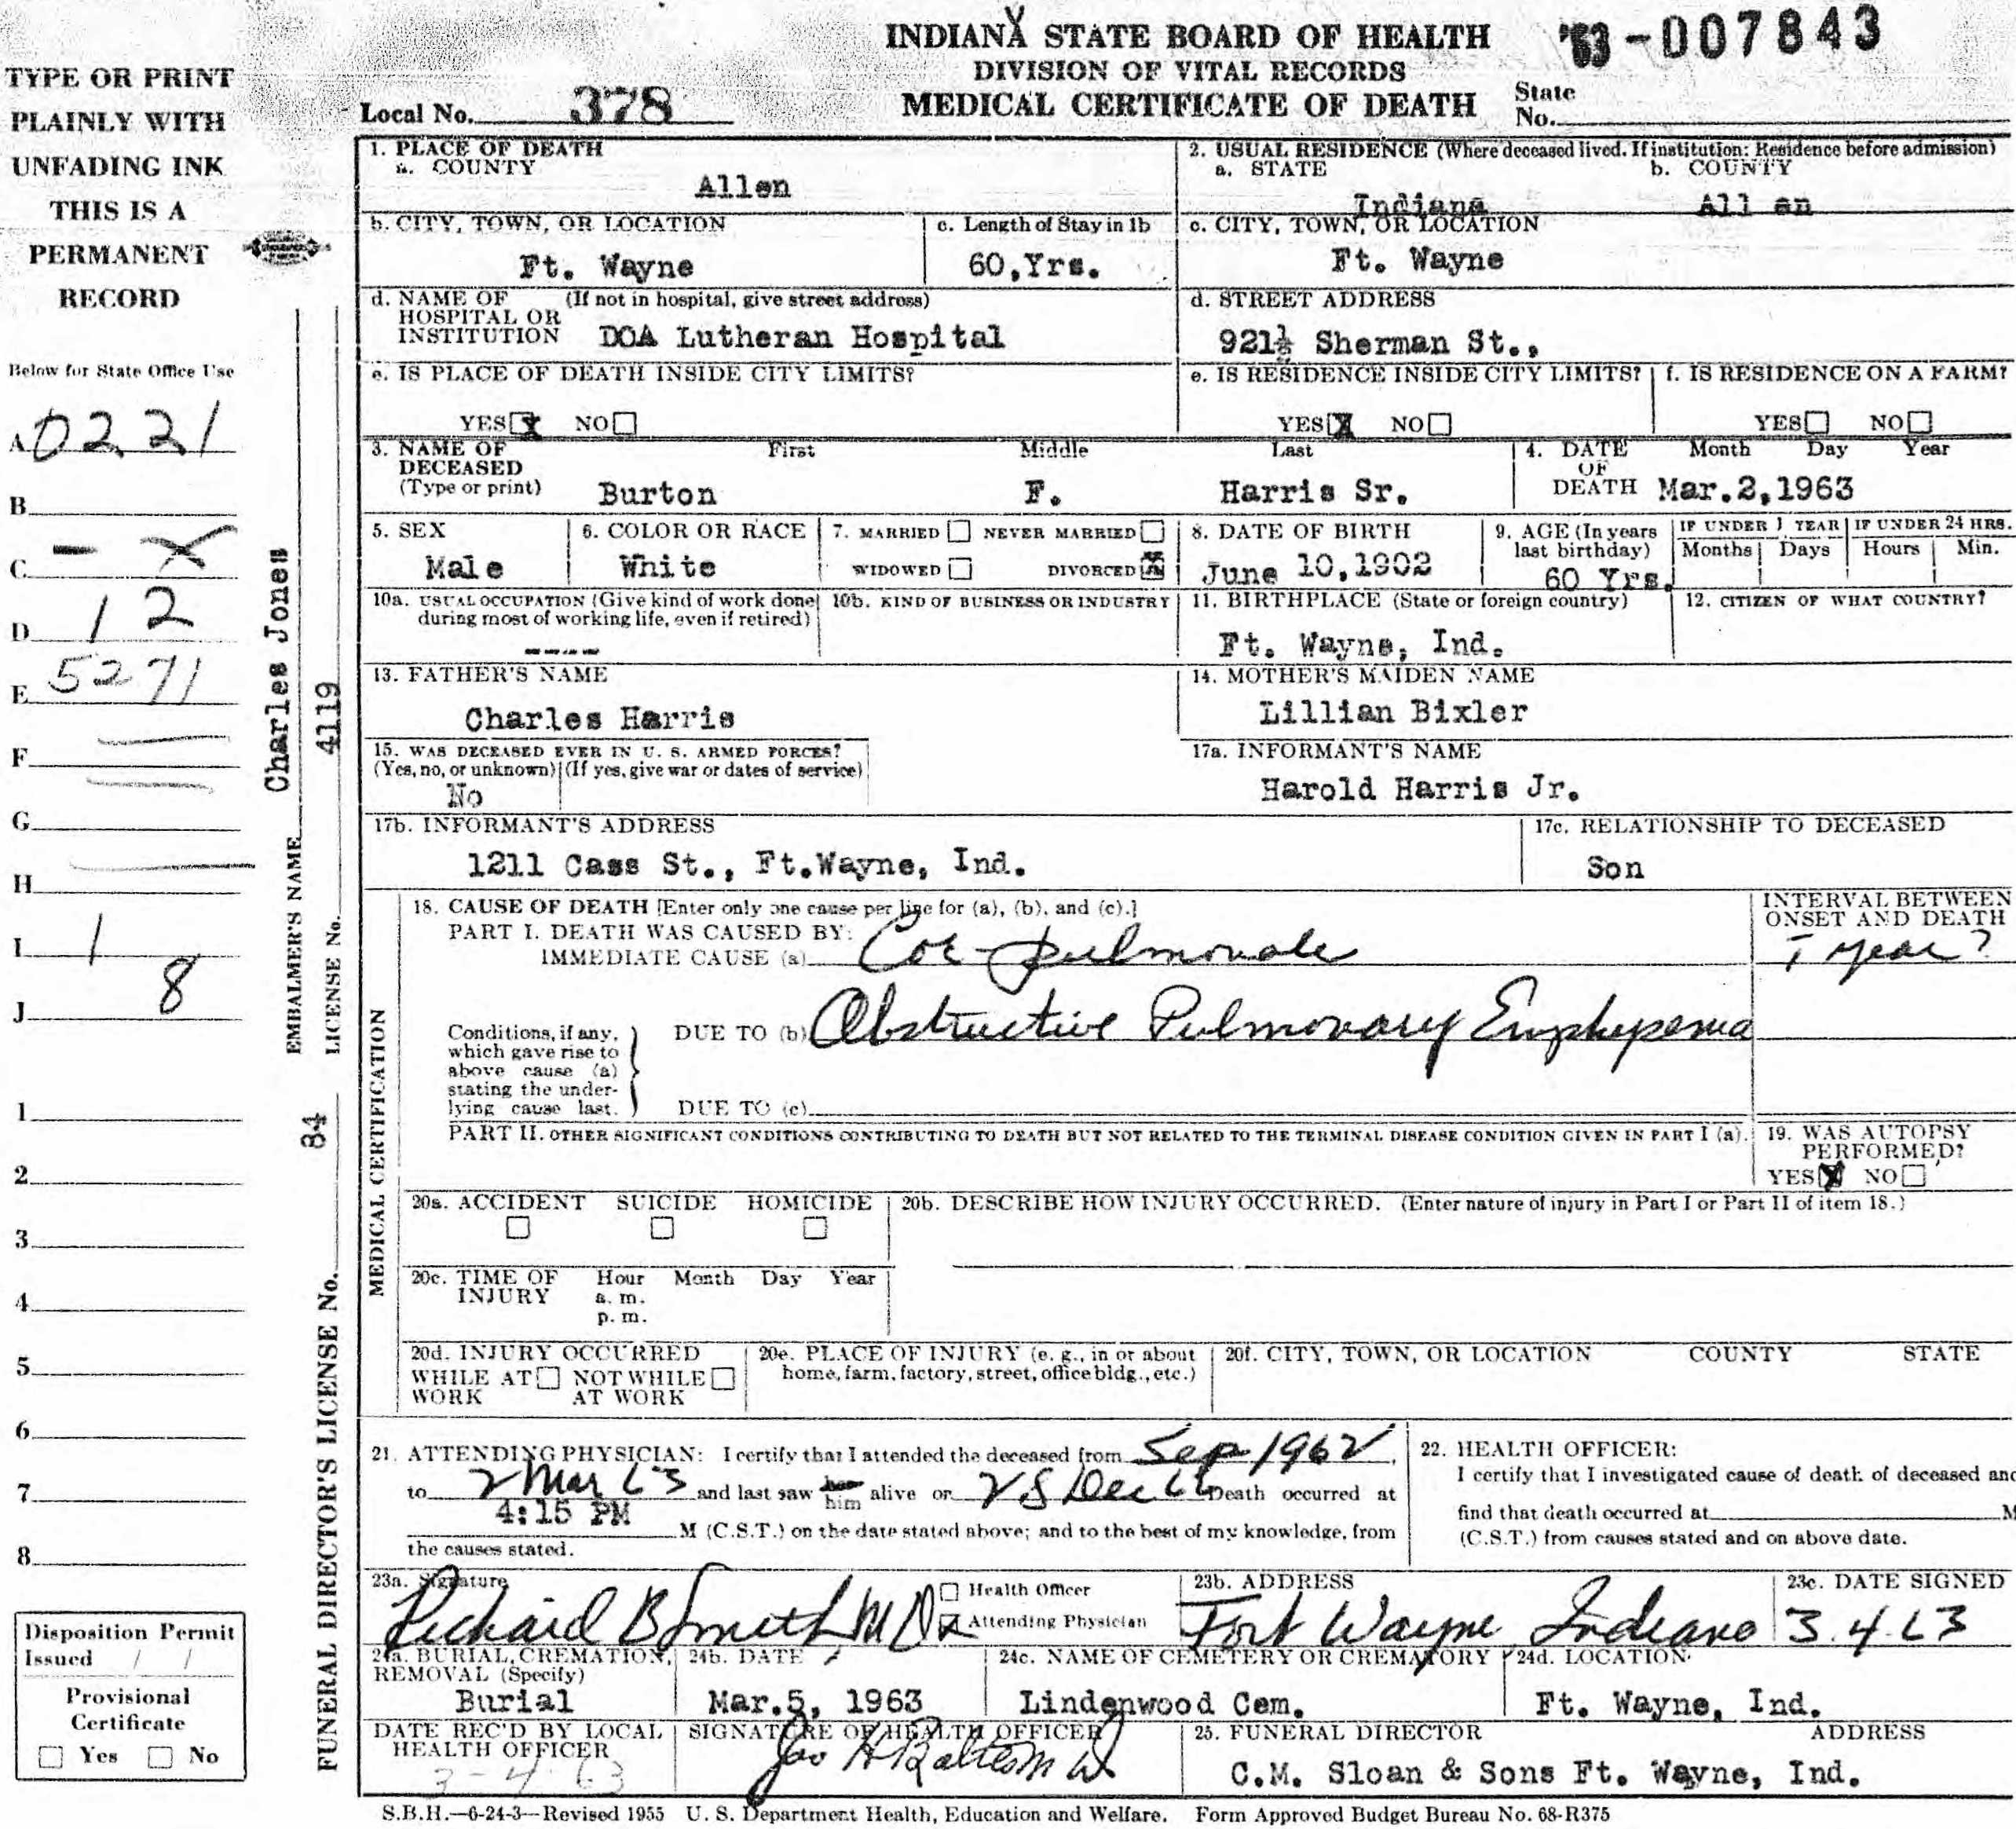 INDIANA STATE BOARD OF HEALTH
DIVISION OF VITAL RECORDS
MEDICAL CERTIFICATE OF DEATH
63-007843
State No.
Local No. 378
TYPE OR PRINT
PLAINLY WITH
UNFADING INK
THIS IS A
PERMANENT
RECORD
Below for State Office Use
A 0221
B
C - X
D 12
E 5271
F
G
H
I 1
J 8
1
2
3
4
5
6
7
8
Disposition Permit
Issued / /
Provisional
Certificate
Yes No
EMBALMER'S NAME Charles Jones
LICENSE No. 4119
FUNERAL DIRECTOR'S LICENSE No. 84
1. PLACE OF DEATH
a. COUNTY
Allen
2. USUAL RESIDENCE (Where deceased lived. If institution: Residence before admission)
a. STATE b. COUNTY
Indiana All en
b. CITY, TOWN, OR LOCATION
Ft. Wayne
c. Length of Stay in 1b
60,Yrs.
c. CITY, TOWN, OR LOCATION
Ft. Wayne
d. NAME OF HOSPITAL OR INSTITUTION (If not in hospital, give street address)
DOA Lutheran Hospital
d. STREET ADDRESS
921½ Sherman St.,
e. IS PLACE OF DEATH INSIDE CITY LIMITS?
YES X NO
e. IS RESIDENCE INSIDE CITY LIMITS?
YES X NO
f. IS RESIDENCE ON A FARM?
YES NO
3. NAME OF DECEASED (Type or print)
First Middle Last
Burton F. Harris Sr.
4. DATE OF DEATH Month Day Year
Mar.2,1963
5. SEX
Male
6. COLOR OR RACE
White
7. MARRIED NEVER MARRIED
WIDOWED DIVORCED X
8. DATE OF BIRTH
June 10,1902
9. AGE (In years last birthday)
60 Yrs.
IF UNDER 1 YEAR
Months Days
IF UNDER 24 HRS.
Hours Min.
10a. USUAL OCCUPATION (Give kind of work done during most of working life, even if retired)
----
10b. KIND OF BUSINESS OR INDUSTRY
11. BIRTHPLACE (State or foreign country)
Ft. Wayne, Ind.
12. CITIZEN OF WHAT COUNTRY?
13. FATHER'S NAME
Charles Harris
14. MOTHER'S MAIDEN NAME
Lillian Bixler
15. WAS DECEASED EVER IN U. S. ARMED FORCES?
(Yes, no, or unknown) (If yes, give war or dates of service)
No
17a. INFORMANT'S NAME
Harold Harris Jr.
17b. INFORMANT'S ADDRESS
1211 Cass St., Ft.Wayne, Ind.
17c. RELATIONSHIP TO DECEASED
Son
MEDICAL CERTIFICATION
18. CAUSE OF DEATH [Enter only one cause per line for (a), (b), and (c).]
PART I. DEATH WAS CAUSED BY:
IMMEDIATE CAUSE (a) Cor pulmonale
INTERVAL BETWEEN ONSET AND DEATH
1 year?
Conditions, if any, which gave rise to above cause (a) stating the underlying cause last.
DUE TO (b) Obstructive Pulmonary Emphysema
DUE TO (c)
PART II. OTHER SIGNIFICANT CONDITIONS CONTRIBUTING TO DEATH BUT NOT RELATED TO THE TERMINAL DISEASE CONDITION GIVEN IN PART I (a).
19. WAS AUTOPSY PERFORMED?
YES X NO
20a. ACCIDENT SUICIDE HOMICIDE
20b. DESCRIBE HOW INJURY OCCURRED. (Enter nature of injury in Part I or Part II of item 18.)
20c. TIME OF INJURY Hour Month Day Year
a. m.
p. m.
20d. INJURY OCCURRED
WHILE AT WORK NOT WHILE AT WORK
20e. PLACE OF INJURY (e. g., in or about home, farm, factory, street, office bldg., etc.)
20f. CITY, TOWN, OR LOCATION COUNTY STATE
21. ATTENDING PHYSICIAN: I certify that I attended the deceased from Sep 1962,
to 2 Mar 63 and last saw her him alive on 28 Dec 62 Death occurred at
4:15 PM M (C.S.T.) on the date stated above; and to the best of my knowledge, from
the causes stated.
22. HEALTH OFFICER:
I certify that I investigated cause of death of deceased and
find that death occurred at M
(C.S.T.) from causes stated and on above date.
23a. Signature
Richard B Smith MD
Health Officer
X Attending Physician
23b. ADDRESS
Fort Wayne, Indiana
23c. DATE SIGNED
3.4.63
24a. BURIAL, CREMATION, REMOVAL (Specify)
Burial
24b. DATE
Mar.5, 1963
24c. NAME OF CEMETERY OR CREMATORY
Lindenwood Cem.
24d. LOCATION
Ft. Wayne, Ind.
DATE REC'D BY LOCAL HEALTH OFFICER
3-4-63
SIGNATURE OF HEALTH OFFICER
25. FUNERAL DIRECTOR ADDRESS
C.M. Sloan & Sons Ft. Wayne, Ind.
S.B.H.—6-24-3—Revised 1955 U. S. Department Health, Education and Welfare. Form Approved Budget Bureau No. 68-R375